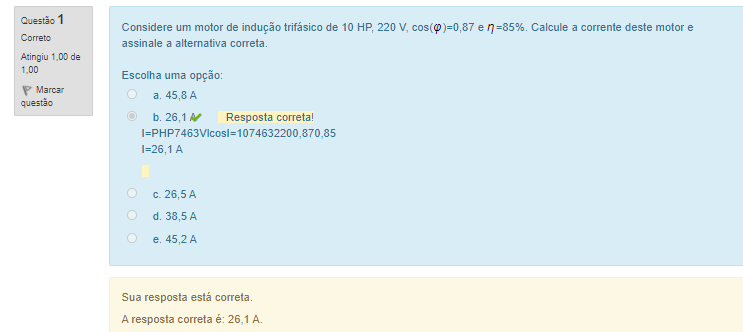 Questão 1
Correto
Atingiu 1,00 de
1,00
Marcar
questão
Considere um motor de indução trifásico de 10 HP, 220 V, cos(φ)=0,87 e η=85%. Calcule a corrente deste motor e
assinale a alternativa correta.
Escolha uma opção:
a. 45,8 A
b. 26,1 A Resposta correta!
I=PHP7463VIcosI=1074632200,870,85
I=26,1 A
c. 26,5 A
d. 38,5 A
e. 45,2 A
Sua resposta está correta.
A resposta correta é: 26,1 A.